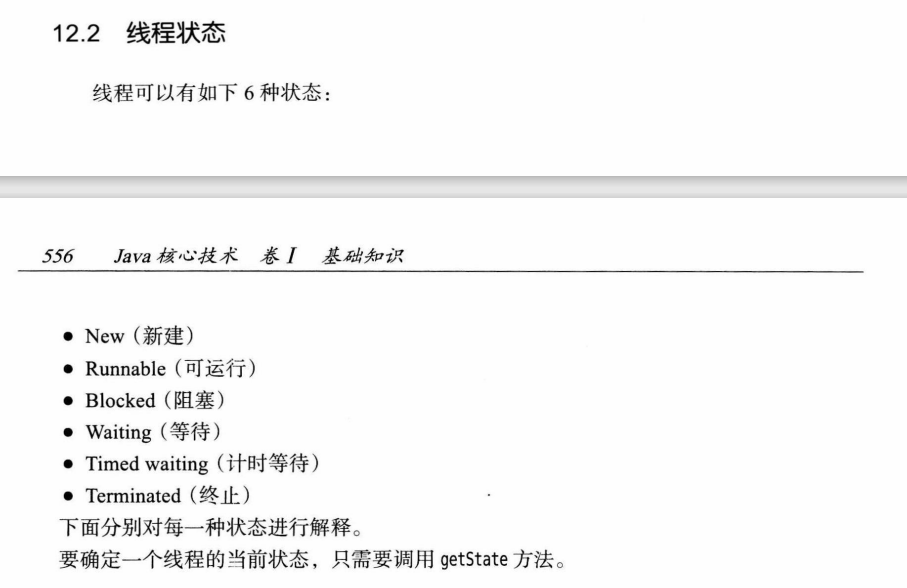 12.2 线程状态
线程可以有如下 6 种状态：
556 Java 核心技术 卷 I 基础知识
● New（新建）
● Runnable（可运行）
● Blocked（阻塞）
● Waiting（等待）
● Timed waiting（计时等待）
● Terminated（终止）
下面分别对每一种状态进行解释。
要确定一个线程的当前状态，只需要调用 getState 方法。